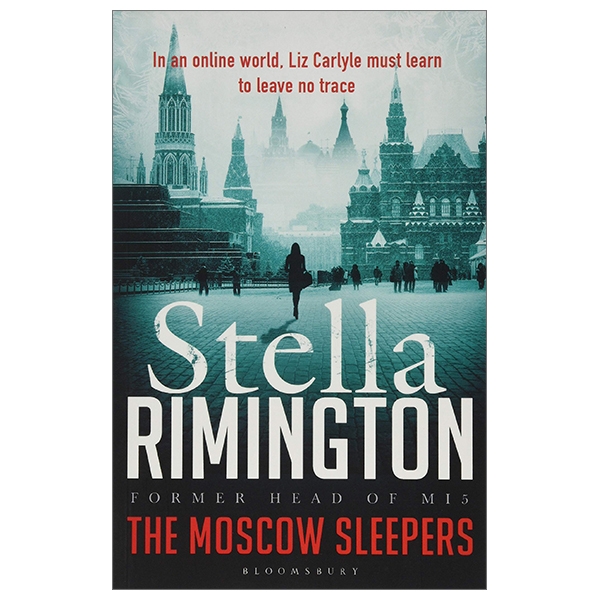 In an online world, Liz Carlyle must learn
to leave no trace
Stella
RIMINGTON
FORMER HEAD OF MI5
THE MOSCOW SLEEPERS
BLOOMSBURY